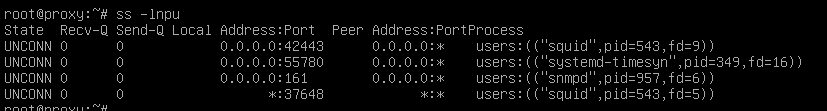 root@proxy:~# ss -lnpu
State Recv-Q Send-Q Local Address:Port Peer Address:PortProcess
UNCONN 0 0 0.0.0.0:42443 0.0.0.0:* users:(("squid",pid=543,fd=9))
UNCONN 0 0 0.0.0.0:55780 0.0.0.0:* users:(("systemd-timesyn",pid=349,fd=16))
UNCONN 0 0 0.0.0.0:161 0.0.0.0:* users:(("snmpd",pid=957,fd=6))
UNCONN 0 0 *:37648 *:* users:(("squid",pid=543,fd=5))
root@proxy:~#